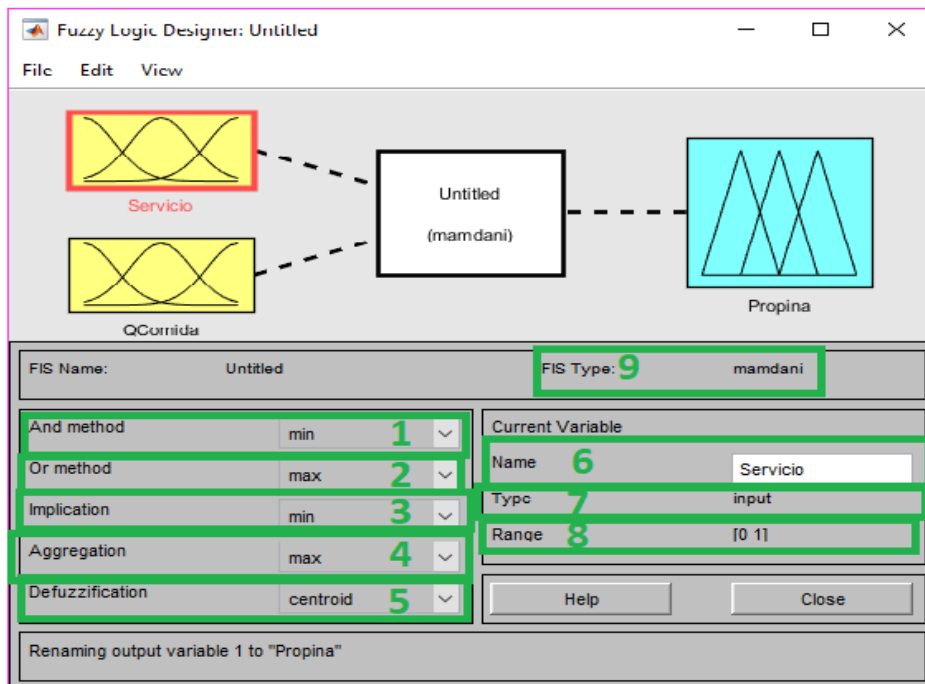 Fuzzy Logic Designer: Untitled
File Edit View
Servicio
QComida
Untitled
(mamdani)
Propina
FIS Name: Untitled
FIS Type: 9 mamdani
And method min 1
Or method max 2
Implication min 3
Aggregation max 4
Defuzzification centroid 5
Current Variable
Name 6 Servicio
Type 7 input
Range 8 [0 1]
Help Close
Renaming output variable 1 to "Propina"